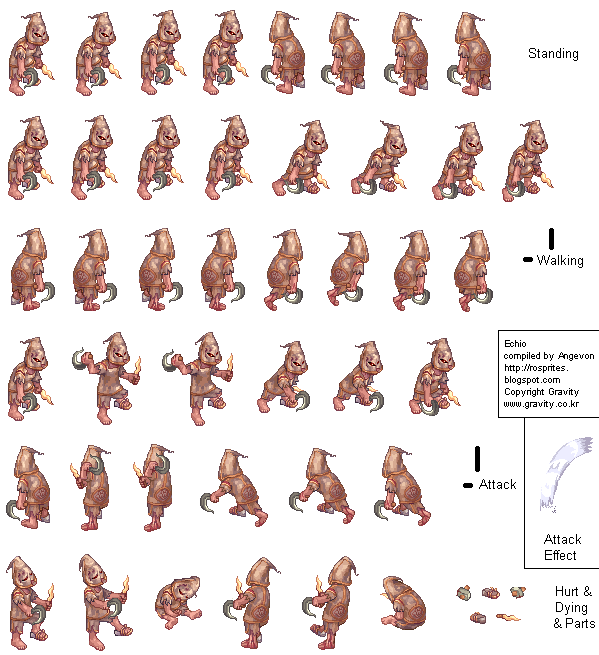 Standing
Walking
Echio
compiled by Angevon
http://rosprites.
blogspot.com
Copyright Gravity
www.gravity.co.kr
Attack
Attack
Effect
Hurt &
Dying
& Parts